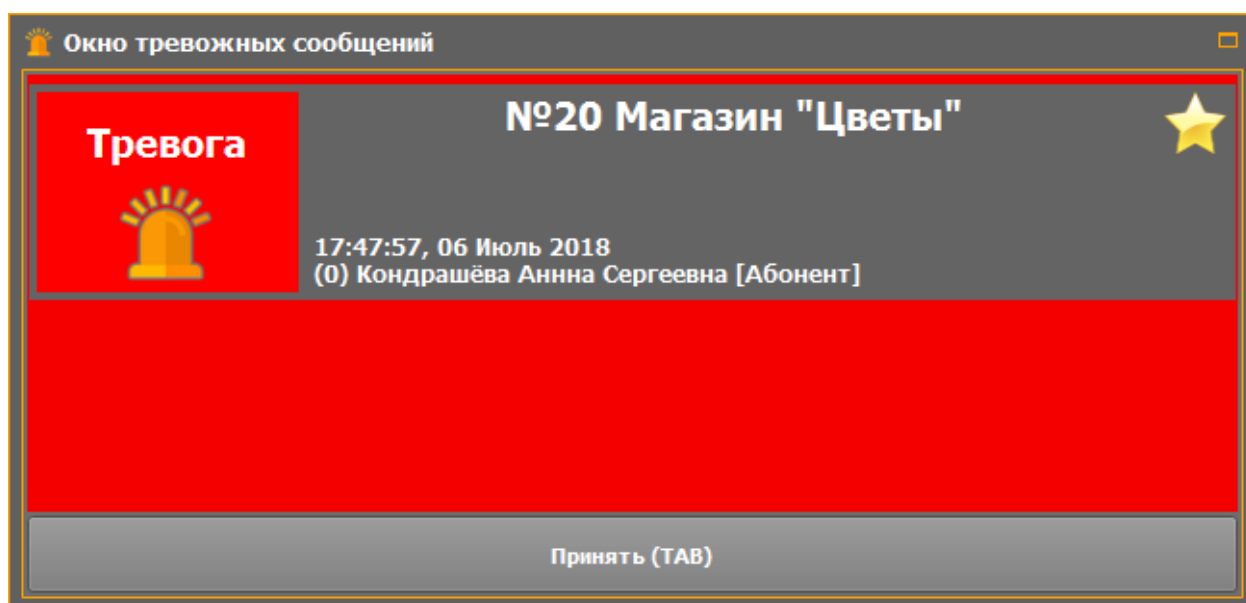 Окно тревожных сообщений
Тревога
№20 Магазин "Цветы"
17:47:57, 06 Июль 2018
(0) Кондрашёва Аннна Сергеевна [Абонент]
Принять (TAB)